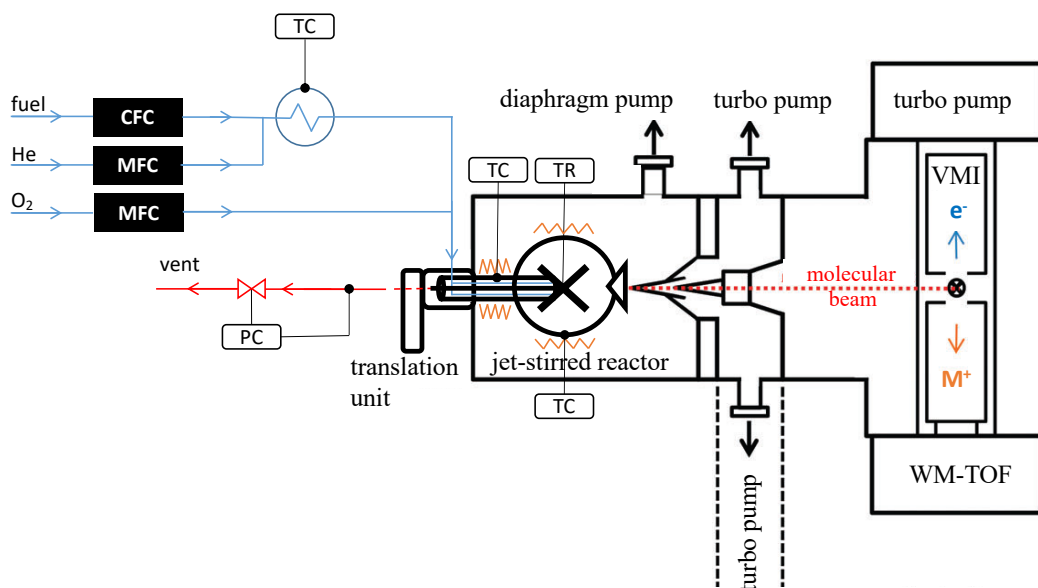 TC
fuel
CFC
He
MFC
O₂
MFC
diaphragm pump
turbo pump
turbo pump
TC
TR
VMI
e⁻
vent
molecular
beam
PC
translation
unit
jet-stirred reactor
TC
M⁺
WM-TOF
turbo pump